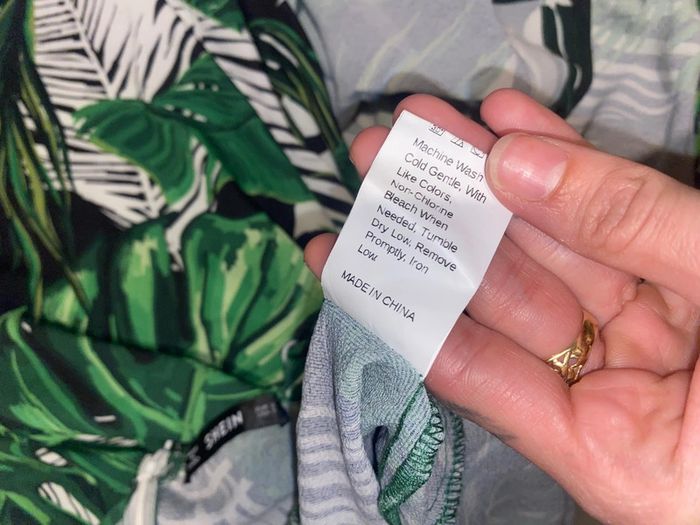 Machine Wash
Cold Gentle, With
Like Colors,
Non-Chlorine
Bleach When
Needed, Tumble
Dry Low, Remove
Promptly, Iron
Low.
MADE IN CHINA
SHEIN